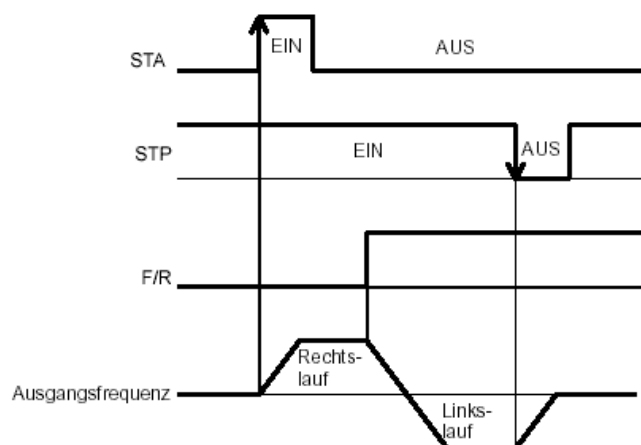 EIN
AUS
STA
STP
EIN
AUS
F/R
Rechts-
lauf
Ausgangsfrequenz
Links-
lauf